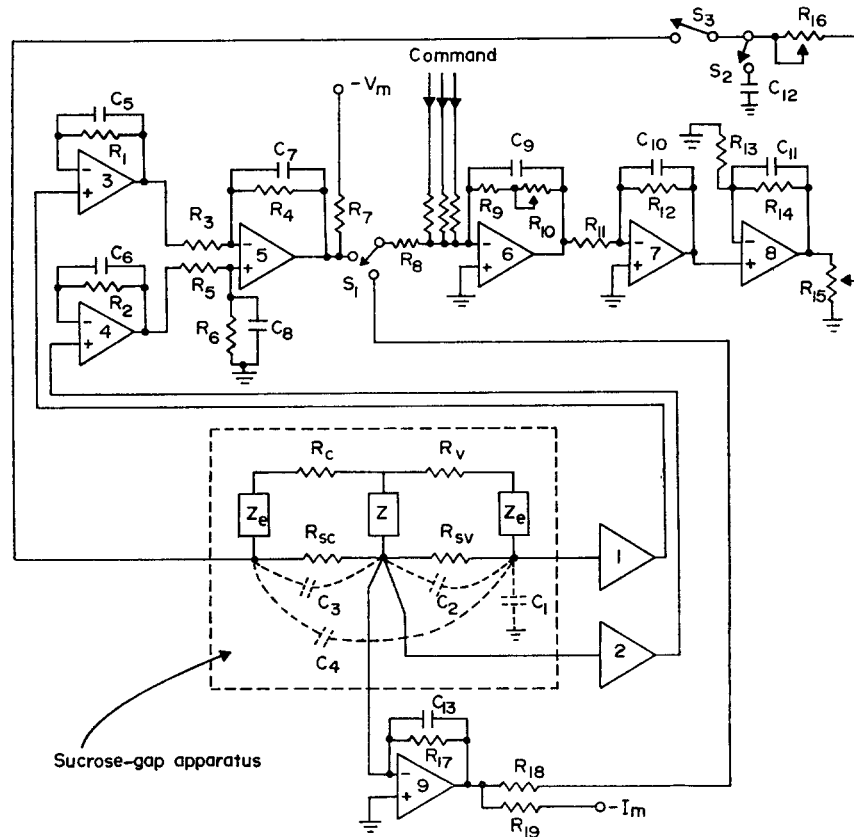 S3
R16
S2
C12
Command
C5
R1
3
-
+
-Vm
C7
R4
R3
-
+
5
R7
C9
R9
R10
C10
R12
R13
C11
R14
R11
R8
-
+
6
-
+
7
-
+
8
R15
S1
C6
R2
-
+
4
R5
R6
C8
Rc
Rv
Ze
Z
Ze
Rsc
Rsv
1
C3
C2
C1
C4
2
Sucrose-gap apparatus
C13
R17
-
+
9
R18
R19
-Im